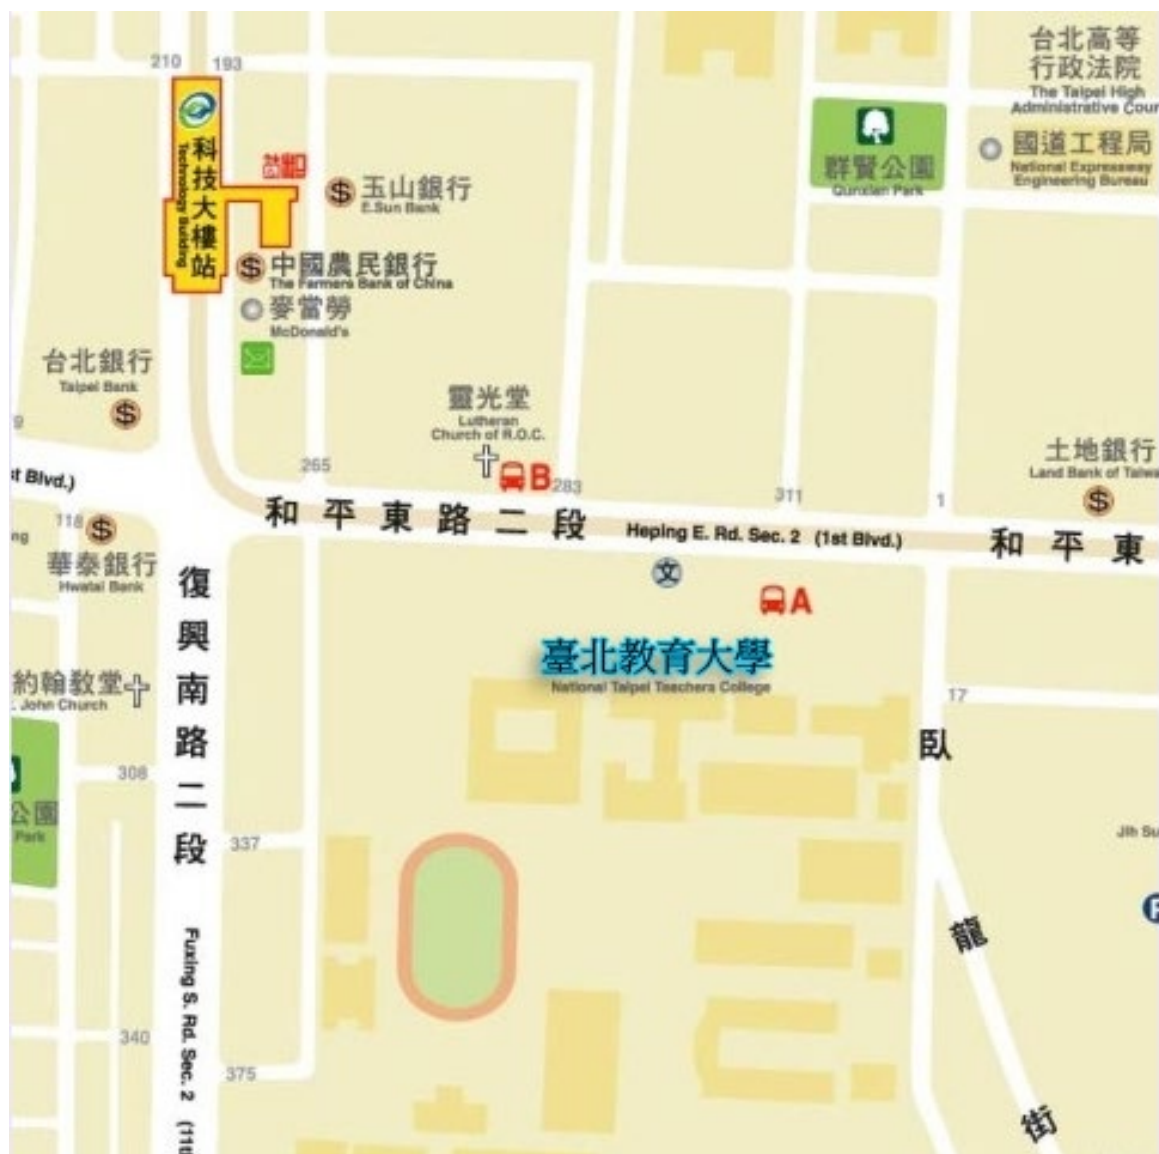 210
193
台北高等
行政法院
The Taipei High
Administrative Cour
國道工程局
National Expressway
Engineering Bureau
群賢公園
Qunxian Park
科技大樓站
Technology Building
出口
玉山銀行
E.Sun Bank
中國農民銀行
The Farmers Bank of China
麥當勞
McDonald's
台北銀行
Taipei Bank
靈光堂
Lutheran
Church of R.O.C.
土地銀行
Land Bank of Taiwa
9
st Blvd.)
265
B
283
311
1
和平東路二段
Heping E. Rd. Sec. 2 (1st Blvd.)
和平東
118
ng
華泰銀行
Hwatai Bank
文
A
臺北教育大學
National Taipei Teachers College
約翰教堂
. John Church
17
308
公園
Park
337
340
375
復興南路二段
Fuxing S. Rd. Sec. 2 (11t
臥龍街
Jih Su
P